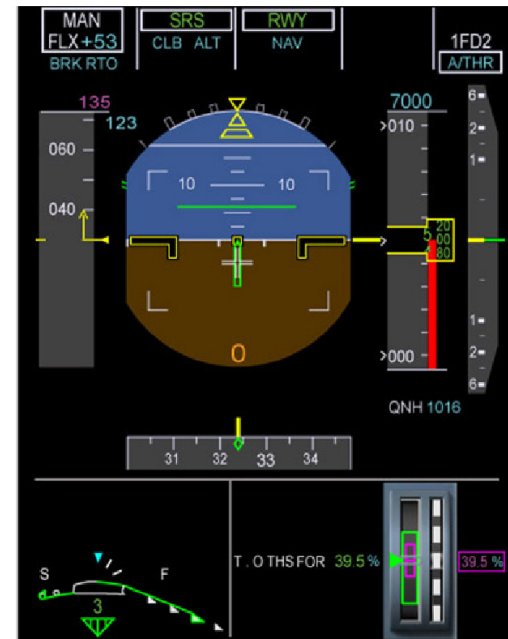 MAN SRS RWY
FLX +53 CLB ALT NAV 1FD2
BRK RTO A/THR
135 7000 6
123 010 2
060 1
10 10
040
20
5 00
80
1
0 000 2
6
QNH 1016
31 32 33 34
T . O THS FOR 39.5 % 39.5 %
S F
3